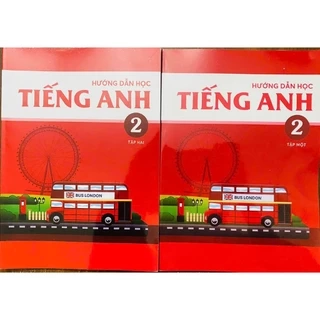 HƯỚNG DẪN HỌC
TIẾNG ANH
2
TẬP HAI
BUS LONDON
HƯỚNG DẪN HỌC
TIẾNG ANH
2
TẬP MỘT
BUS LONDON